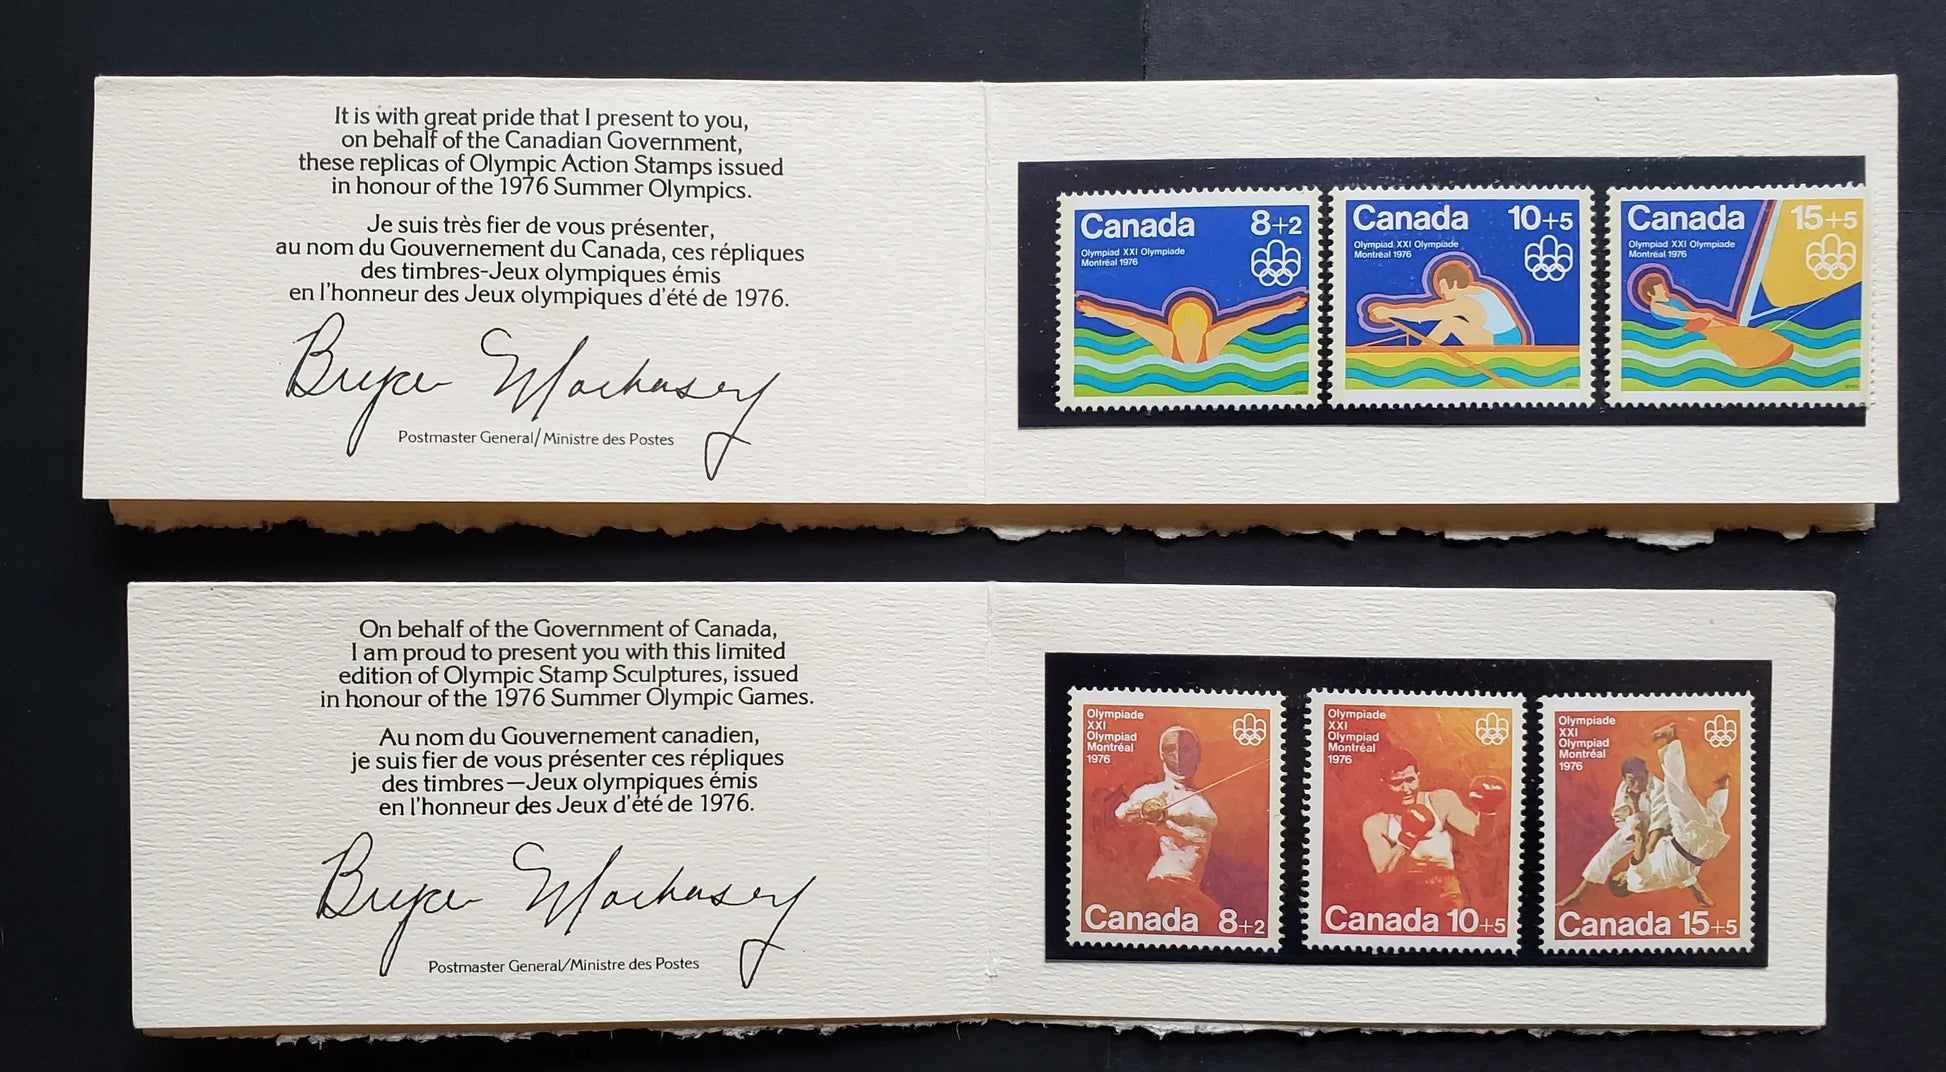 It is with great pride that I present to you,
on behalf of the Canadian Government,
these replicas of Olympic Action Stamps issued
in honour of the 1976 Summer Olympics.
Je suis très fier de vous présenter,
au nom du Gouvernement du Canada, ces répliques
des timbres-Jeux olympiques émis
en l'honneur des Jeux olympiques d'été de 1976.
Bryce Mackasey
Postmaster General/Ministre des Postes
Canada 8+2
Olympiad XXI Olympiade
Montréal 1976
Canada 10+5
Olympiad XXI Olympiade
Montréal 1976
Canada 15+5
Olympiad XXI Olympiade
Montréal 1976
On behalf of the Government of Canada,
I am proud to present you with this limited
edition of Olympic Stamp Sculptures, issued
in honour of the 1976 Summer Olympic Games.
Au nom du Gouvernement canadien,
je suis fier de vous présenter ces répliques
des timbres—Jeux olympiques émis
en l'honneur des Jeux d'été de 1976.
Bryce Mackasey
Postmaster General/Ministre des Postes
Olympiade
XXI
Olympiad
Montréal
1976
Canada 8+2
Olympiade
XXI
Olympiad
Montréal
1976
Canada 10+5
Olympiade
XXI
Olympiad
Montréal
1976
Canada 15+5